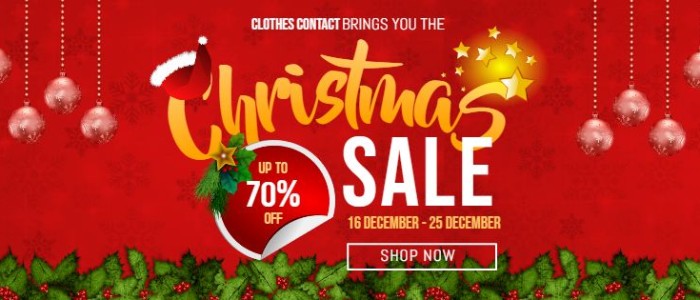 CLOTHES CONTACT BRINGS YOU THE
Christmas
SALE
UP TO
70%
OFF
16 DECEMBER - 25 DECEMBER
SHOP NOW